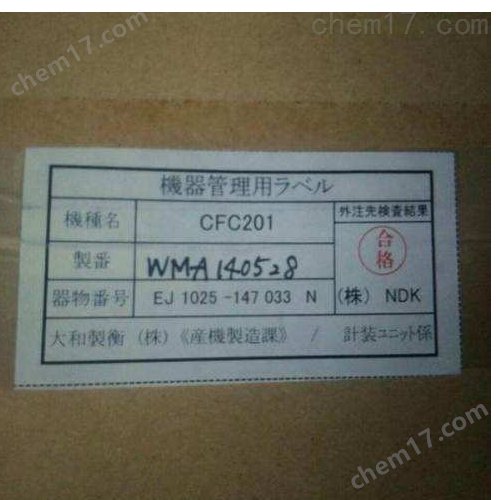 chem17.com
chem17.com
機器管理用ラベル
機種名 CFC201 外注先検査結果
製番 WMA140528 合格
器物番号 EJ 1025-147 033 N (株) NDK
大和製衡 (株)《産機製造課》 / 計装ユニット係
chem17.com
chem17.com